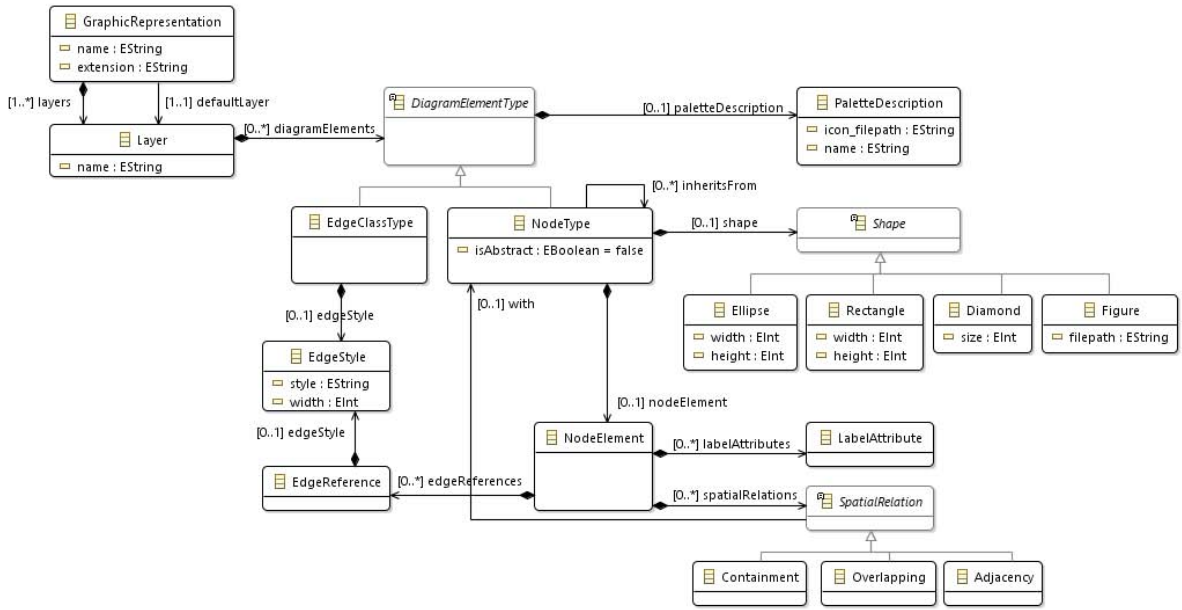 GraphicRepresentation
name : EString
extension : EString
[1..*] layers
[1..1] defaultLayer
Layer
name : EString
[0..*] diagramElements
DiagramElementType
[0..1] paletteDescription
PaletteDescription
icon_filepath : EString
name : EString
EdgeClassType
NodeType
isAbstract : EBoolean = false
[0..*] inheritsFrom
[0..1] shape
Shape
Ellipse
width : EInt
height : EInt
Rectangle
width : EInt
height : EInt
Diamond
size : EInt
Figure
filepath : EString
[0..1] edgeStyle
[0..1] with
EdgeStyle
style : EString
width : EInt
[0..1] edgeStyle
[0..1] nodeElement
EdgeReference
[0..*] edgeReferences
NodeElement
[0..*] labelAttributes
LabelAttribute
[0..*] spatialRelations
SpatialRelation
Containment
Overlapping
Adjacency